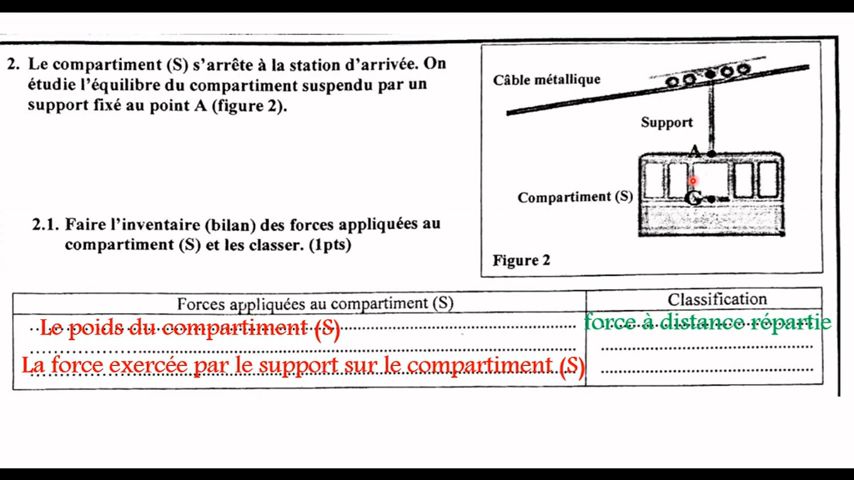 2. Le compartiment (S) s'arrête à la station d'arrivée. On
étudie l'équilibre du compartiment suspendu par un
support fixé au point A (figure 2).
Câble métallique
Support
A
Compartiment (S)
G
Figure 2
2.1. Faire l'inventaire (bilan) des forces appliquées au
compartiment (S) et les classer. (1pts)
Forces appliquées au compartiment (S)
Classification
Le poids du compartiment (S)
force à distance répartie
La force exercée par le support sur le compartiment (S)